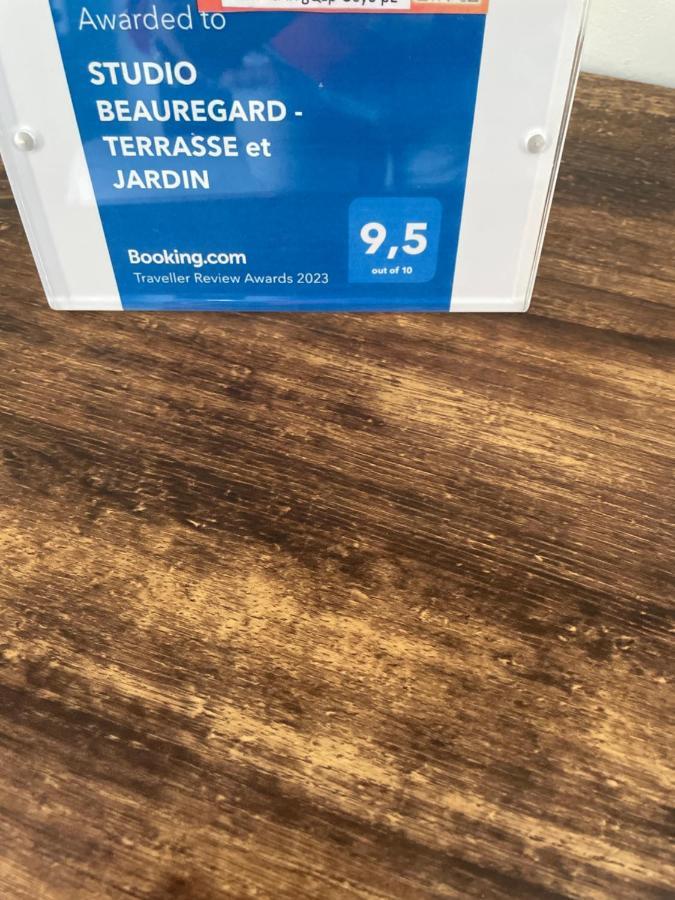 Awarded to
STUDIO
BEAUREGARD -
TERRASSE et
JARDIN
9,5
out of 10
Booking.com
Traveller Review Awards 2023